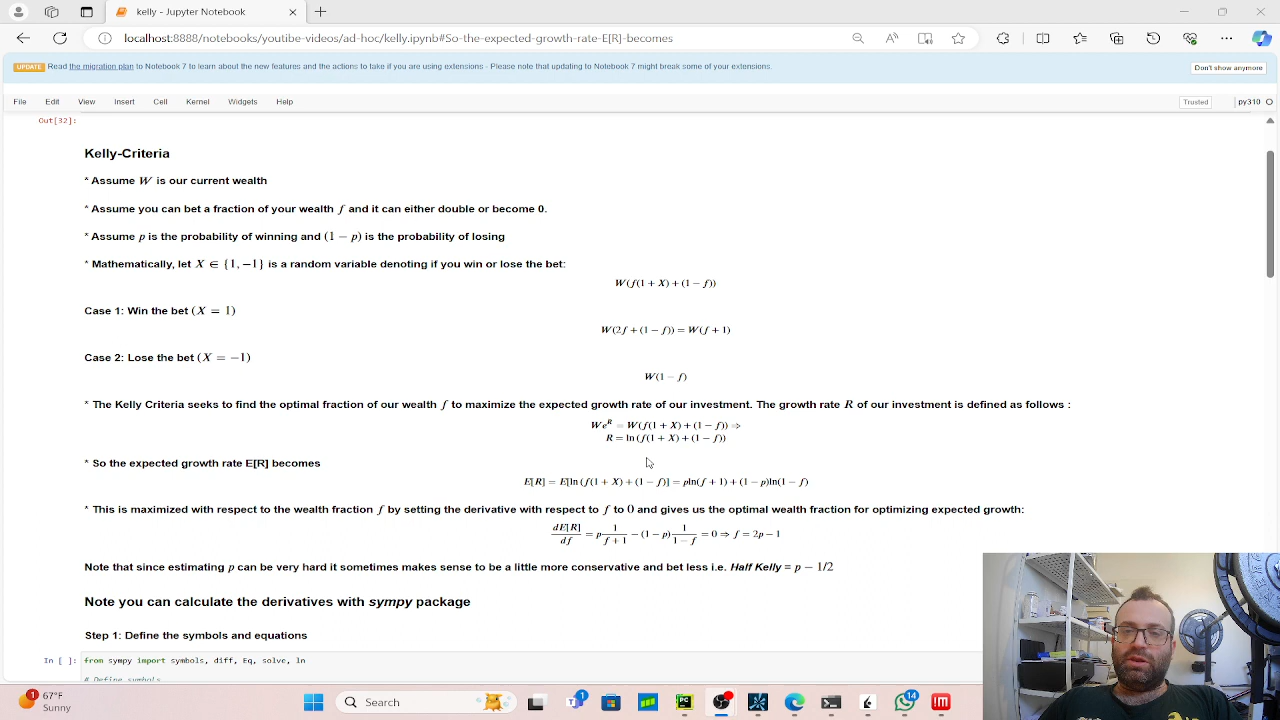 kelly - Jupyter Notebook
localhost:8888/notebooks/youtibe-videos/ad-hoc/kelly.ipynb#So-the-expected-growth-rate-E[R]-becomes
UPDATE Read the migration plan to Notebook 7 to learn about the new features and the actions to take if you are using extensions - Please note that updating to Notebook 7 might break some of your extensions. Don't show anymore
File Edit View Insert Cell Kernel Widgets Help Trusted py310
Out[32]:
Kelly-Criteria
* Assume W is our current wealth
* Assume you can bet a fraction of your wealth f and it can either double or become 0.
* Assume p is the probability of winning and (1 − p) is the probability of losing
* Mathematically, let X ∈ {1, −1} is a random variable denoting if you win or lose the bet:
W(f(1 + X) + (1 − f))
Case 1: Win the bet (X = 1)
W(2f + (1 − f)) = W(f + 1)
Case 2: Lose the bet (X = −1)
W(1 − f)
* The Kelly Criteria seeks to find the optimal fraction of our wealth f to maximize the expected growth rate of our investment. The growth rate R of our investment is defined as follows :
We^R = W(f(1 + X) + (1 − f)) ⇒
R = ln (f(1 + X) + (1 − f))
* So the expected growth rate E[R] becomes
E[R] = E[ln (f(1 + X) + (1 − f)] = pln(f + 1) + (1 − p)ln(1 − f)
* This is maximized with respect to the wealth fraction f by setting the derivative with respect to f to 0 and gives us the optimal wealth fraction for optimizing expected growth:
dE[R]/df = p 1/(f + 1) − (1 − p) 1/(1 − f) = 0 ⇒ f = 2p − 1
Note that since estimating p can be very hard it sometimes makes sense to be a little more conservative and bet less i.e. Half Kelly = p − 1/2
Note you can calculate the derivatives with sympy package
Step 1: Define the symbols and equations
In [ ]: from sympy import symbols, diff, Eq, solve, ln
# Define symbols
1 67°F
Sunny
Search
1
14